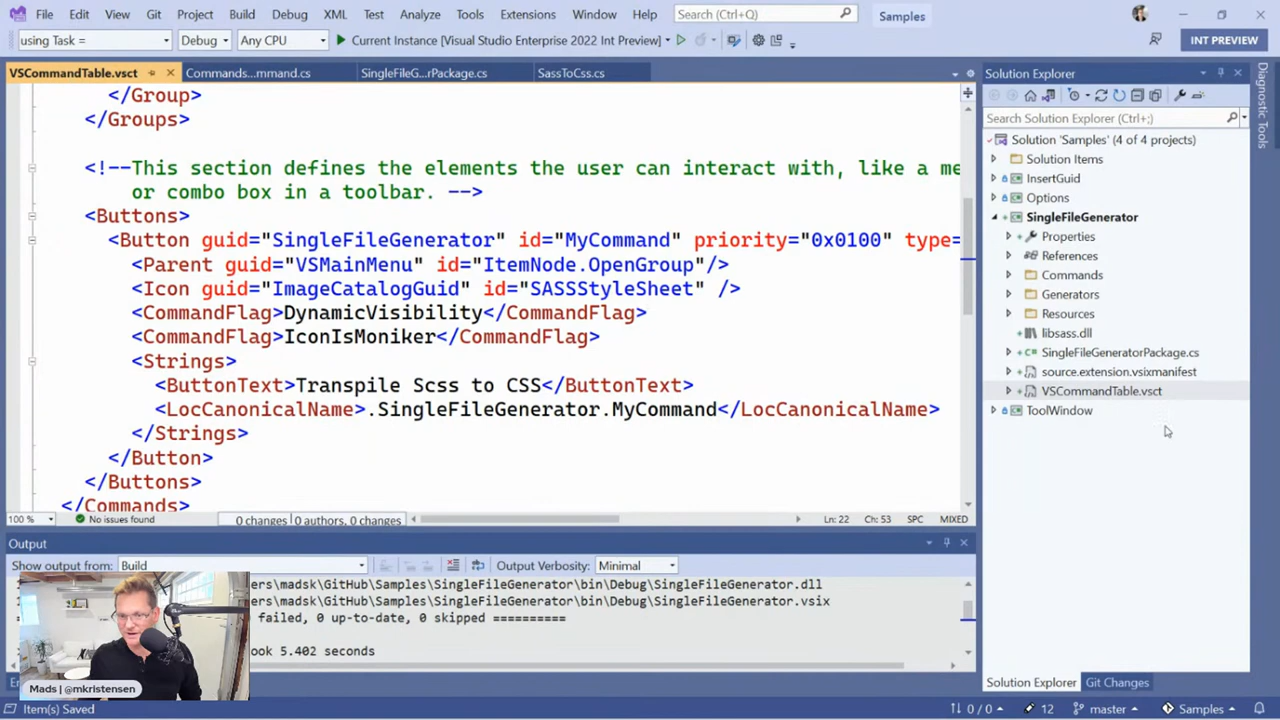 File Edit View Git Project Build Debug XML Test Analyze Tools Extensions Window Help Search (Ctrl+Q) Samples
using Task = Debug Any CPU Current Instance [Visual Studio Enterprise 2022 Int Preview] INT PREVIEW
VSCommandTable.vsct Commands...mmand.cs SingleFileG...rPackage.cs SassToCss.cs
</Group>
</Groups>
<!--This section defines the elements the user can interact with, like a me
or combo box in a toolbar. -->
<Buttons>
<Button guid="SingleFileGenerator" id="MyCommand" priority="0x0100" type=
<Parent guid="VSMainMenu" id="ItemNode.OpenGroup"/>
<Icon guid="ImageCatalogGuid" id="SASSStyleSheet" />
<CommandFlag>DynamicVisibility</CommandFlag>
<CommandFlag>IconIsMoniker</CommandFlag>
<Strings>
<ButtonText>Transpile Scss to CSS</ButtonText>
<LocCanonicalName>.SingleFileGenerator.MyCommand</LocCanonicalName>
</Strings>
</Button>
</Buttons>
</Commands>
100 % No issues found 0 changes | 0 authors, 0 changes Ln: 22 Ch: 53 SPC MIXED
Output
Show output from: Build Output Verbosity: Minimal
ers\madsk\GitHub\Samples\SingleFileGenerator\bin\Debug\SingleFileGenerator.dll
ers\madsk\GitHub\Samples\SingleFileGenerator\bin\Debug\SingleFileGenerator.vsix
failed, 0 up-to-date, 0 skipped ==========
ook 5.402 seconds
Mads | @mkristensen
Solution Explorer
Search Solution Explorer (Ctrl+;)
Solution 'Samples' (4 of 4 projects)
Solution Items
InsertGuid
Options
SingleFileGenerator
Properties
References
Commands
Generators
Resources
libsass.dll
SingleFileGeneratorPackage.cs
source.extension.vsixmanifest
VSCommandTable.vsct
ToolWindow
Solution Explorer Git Changes
Diagnostic Tools
Item(s) Saved 0 / 0 12 master Samples